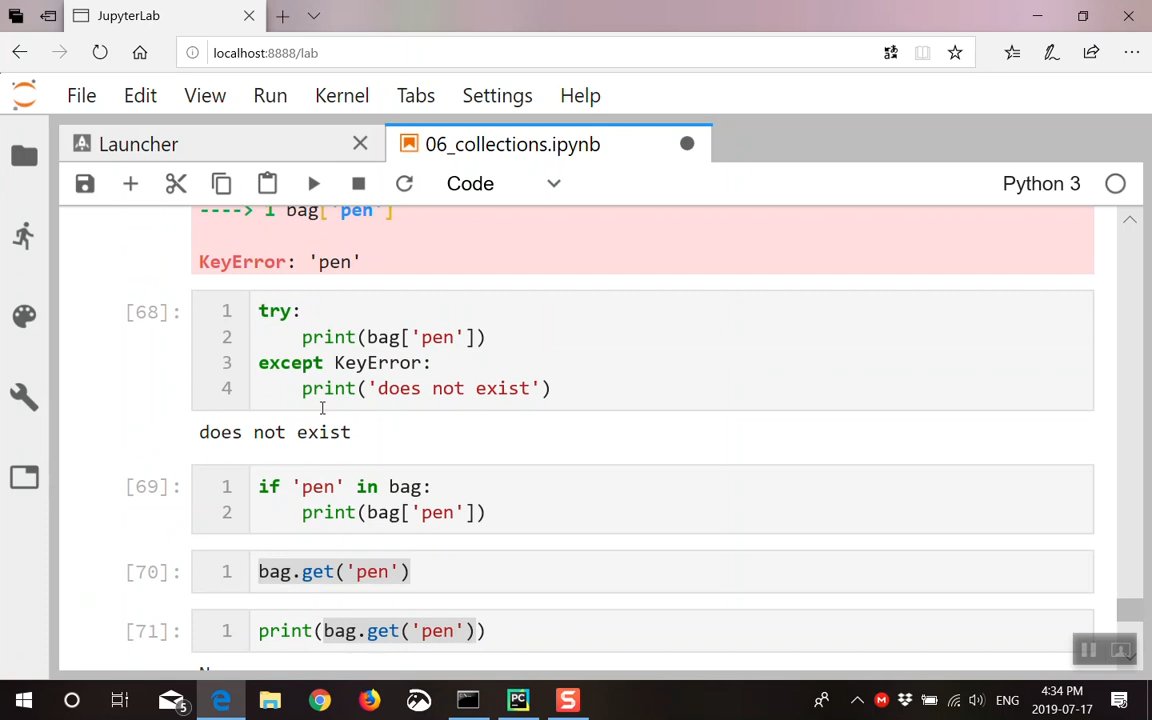 JupyterLab
localhost:8888/lab
File Edit View Run Kernel Tabs Settings Help
Launcher
06_collections.ipynb
Code
Python 3
----> 1 bag['pen']
KeyError: 'pen'
[68]:
1 try:
2 print(bag['pen'])
3 except KeyError:
4 print('does not exist')
does not exist
[69]:
1 if 'pen' in bag:
2 print(bag['pen'])
[70]:
1 bag.get('pen')
[71]:
1 print(bag.get('pen'))
5
ENG
4:34 PM
2019-07-17